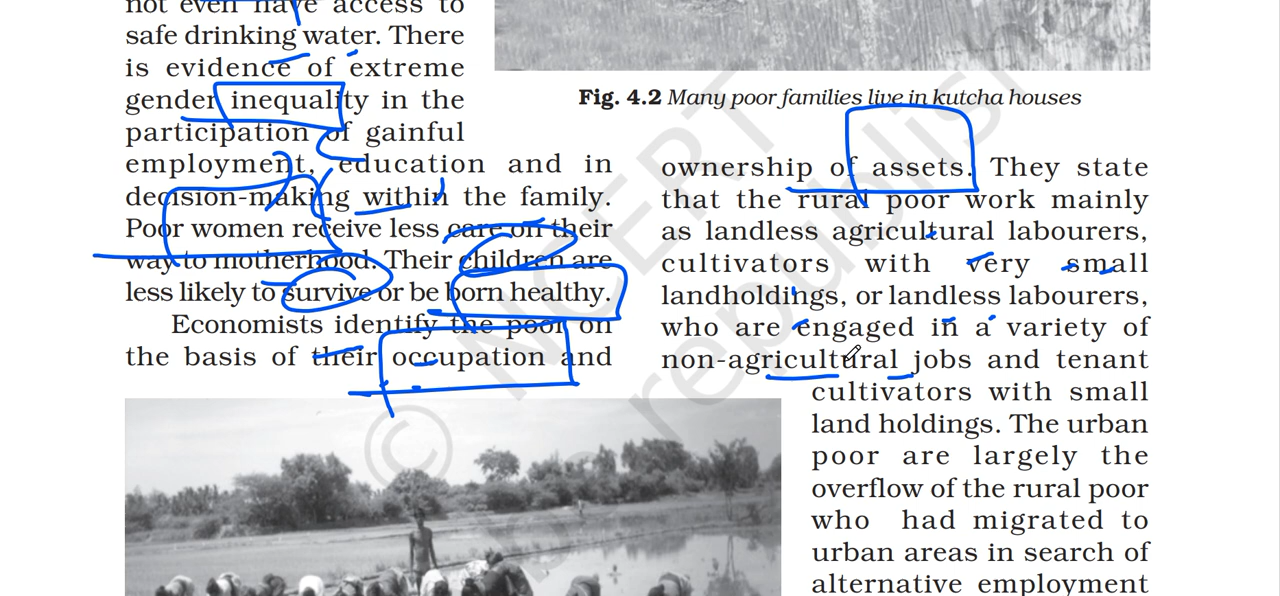 not even have access to
safe drinking water. There
is evidence of extreme
gender inequality in the
participation of gainful
employment, education and in
decision-making within the family.
Poor women receive less care on their
way to motherhood. Their children are
less likely to survive or be born healthy.
Economists identify the poor on
the basis of their occupation and
Fig. 4.2 Many poor families live in kutcha houses
ownership of assets. They state
that the rural poor work mainly
as landless agricultural labourers,
cultivators with very small
landholdings, or landless labourers,
who are engaged in a variety of
non-agricultural jobs and tenant
cultivators with small
land holdings. The urban
poor are largely the
overflow of the rural poor
who had migrated to
urban areas in search of
alternative employment
© NCERT
republish